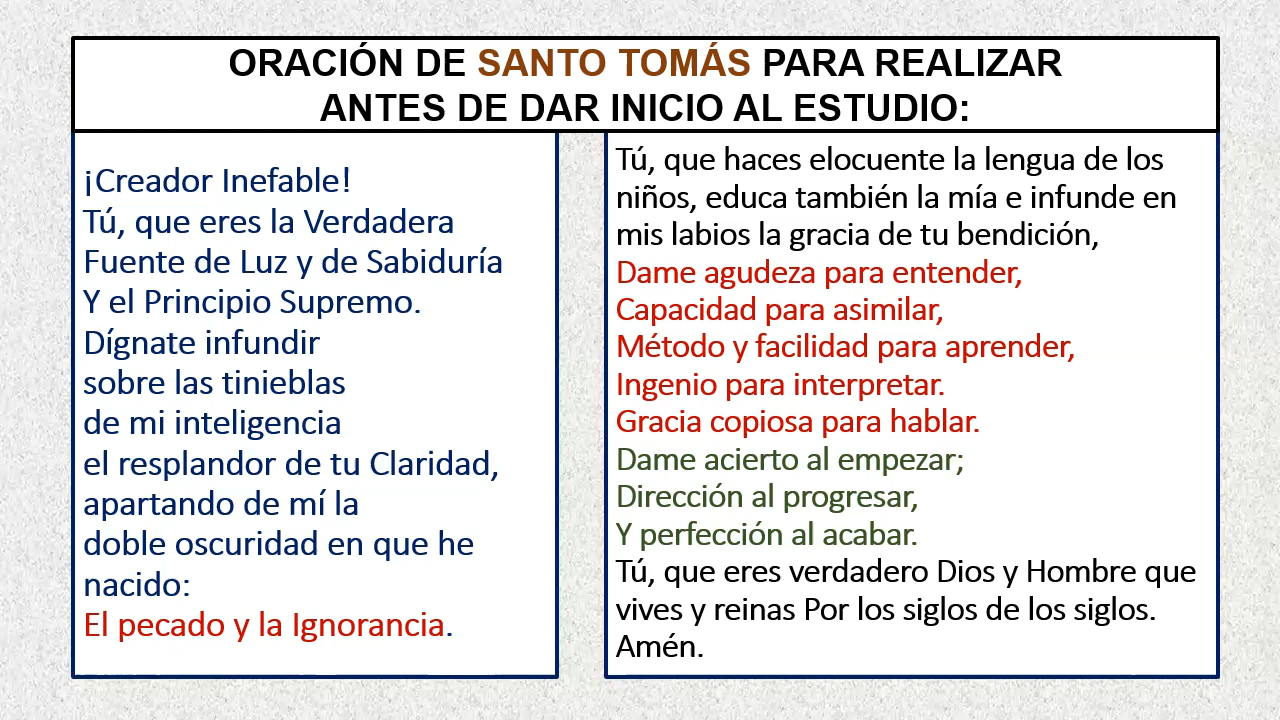 ORACIÓN DE SANTO TOMÁS PARA REALIZAR
ANTES DE DAR INICIO AL ESTUDIO:
¡Creador Inefable!
Tú, que eres la Verdadera
Fuente de Luz y de Sabiduría
Y el Principio Supremo.
Dígnate infundir
sobre las tinieblas
de mi inteligencia
el resplandor de tu Claridad,
apartando de mí la
doble oscuridad en que he
nacido:
El pecado y la Ignorancia.
Tú, que haces elocuente la lengua de los
niños, educa también la mía e infunde en
mis labios la gracia de tu bendición,
Dame agudeza para entender,
Capacidad para asimilar,
Método y facilidad para aprender,
Ingenio para interpretar.
Gracia copiosa para hablar.
Dame acierto al empezar;
Dirección al progresar,
Y perfección al acabar.
Tú, que eres verdadero Dios y Hombre que
vives y reinas Por los siglos de los siglos.
Amén.